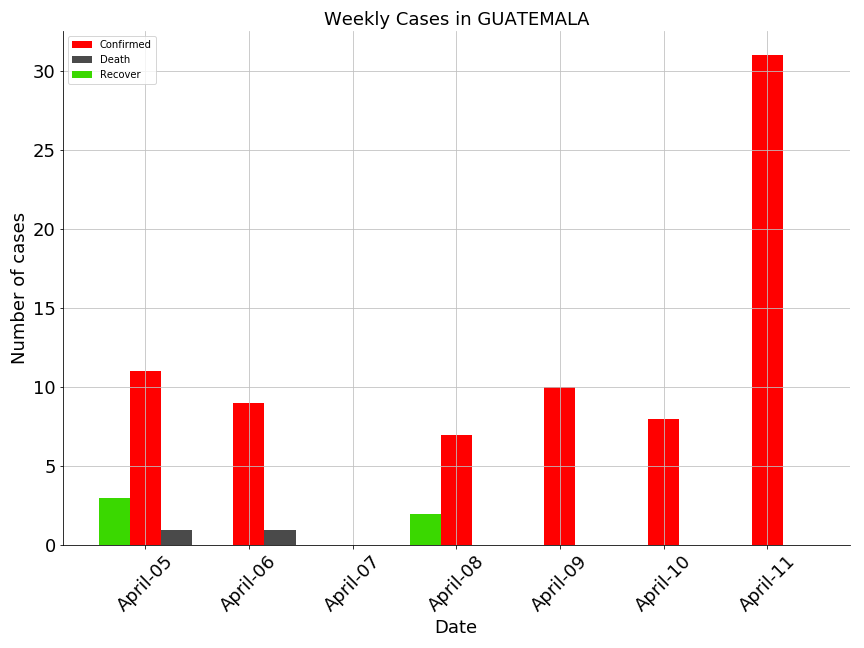 Weekly Cases in GUATEMALA
Confirmed
Death
Recover
Number of cases
30
25
20
15
10
5
0
April-05
April-06
April-07
April-08
April-09
April-10
April-11
Date